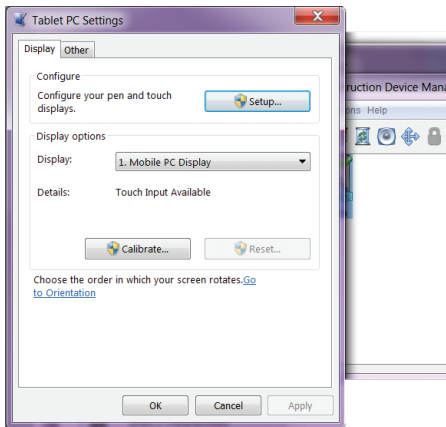 Tablet PC Settings
Display Other
Configure
Configure your pen and touch
displays.
Setup...
Display options
Display:
1. Mobile PC Display
Details:
Touch Input Available
Calibrate...
Reset...
Choose the order in which your screen rotates.Go
to Orientation
OK
Cancel
Apply
ruction Device Mana
ons Help